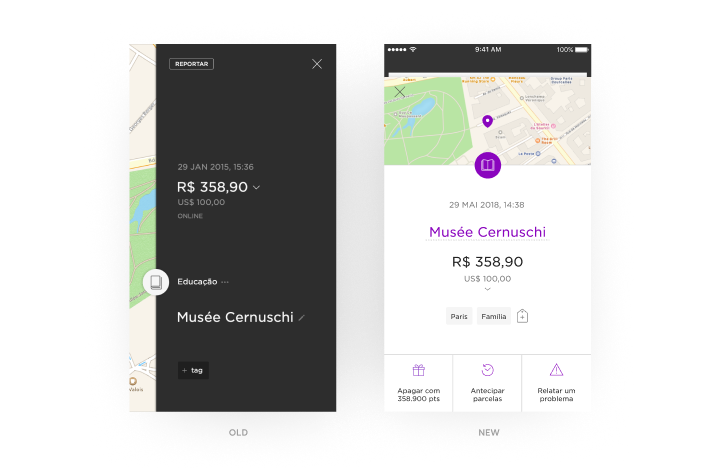 REPORTAR
29 JAN 2015, 15:36
R$ 358,90
US$ 100,00
ONLINE
Educação
Musée Cernuschi
+ tag
OLD
9:41 AM
100%
29 MAI 2018, 14:38
Musée Cernuschi
R$ 358,90
US$ 100,00
Paris
Família
Apagar com
358.900 pts
Antecipar
parcelas
Relatar um
problema
NEW